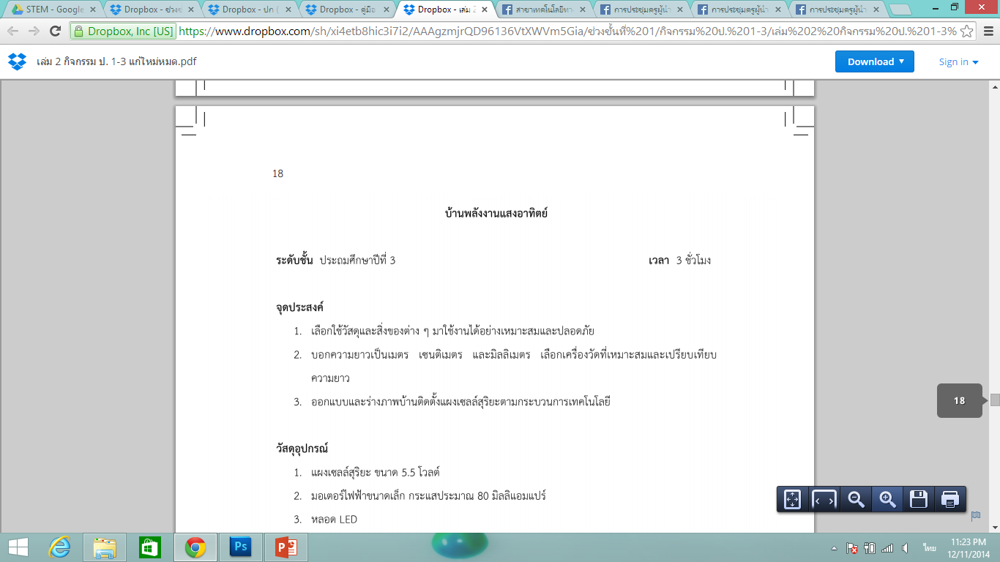 STEM - Google
Dropbox - ช่วงช
Dropbox - ปก (
Dropbox - คู่มือ
Dropbox - เล่ม 2
สาขาเทคโนโลยีทา
การประชุมครูผู้นำ
การประชุมครูผู้นำ
การประชุมครูผู้นำ
Dropbox, Inc [US] https://www.dropbox.com/sh/xi4etb8hic3i7i2/AAAgzmjrQD96136VtXWVm5Gia/ช่วงชั้นที่%201/กิจกรรม%20ป.%201-3/เล่ม%202%20กิจกรรม%20ป.%201-3%
เล่ม 2 กิจกรรม ป. 1-3 แก้ใหม่หมด.pdf
Download
Sign in
18
บ้านพลังงานแสงอาทิตย์
ระดับชั้น ประถมศึกษาปีที่ 3 เวลา 3 ชั่วโมง
จุดประสงค์
1. เลือกใช้วัสดุและสิ่งของต่าง ๆ มาใช้งานได้อย่างเหมาะสมและปลอดภัย
2. บอกความยาวเป็นเมตร เซนติเมตร และมิลลิเมตร เลือกเครื่องวัดที่เหมาะสมและเปรียบเทียบ
ความยาว
3. ออกแบบและร่างภาพบ้านติดตั้งแผงเซลล์สุริยะตามกระบวนการเทคโนโลยี
18
วัสดุอุปกรณ์
1. แผงเซลล์สุริยะ ขนาด 5.5 โวลต์
2. มอเตอร์ไฟฟ้าขนาดเล็ก กระแสประมาณ 80 มิลลิแอมแปร์
3. หลอด LED
Ps
P
ไทย
11:23 PM
12/11/2014